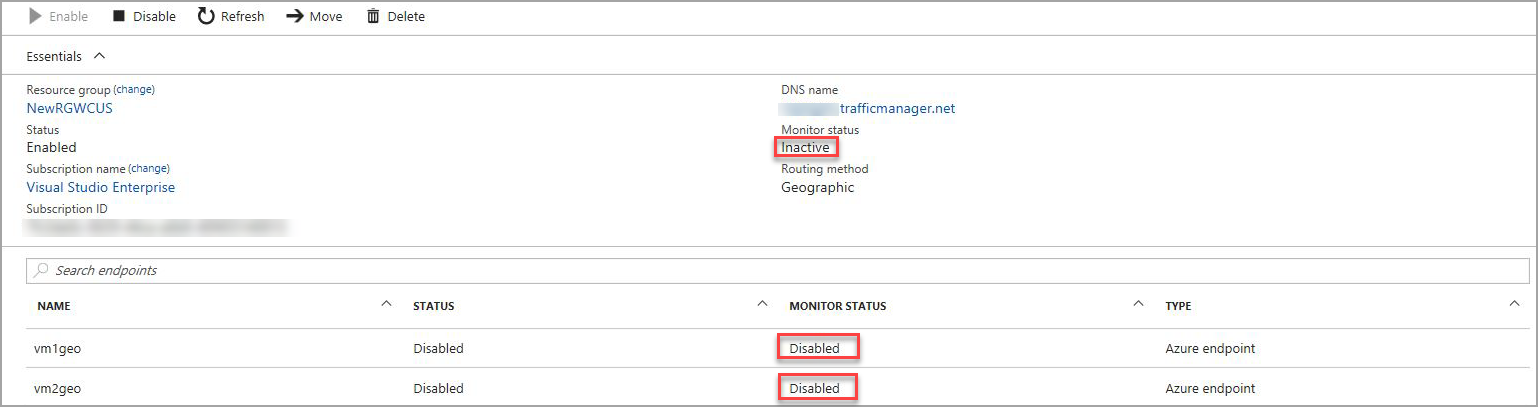 Enable Disable Refresh Move Delete
Essentials
Resource group (change)
NewRGWCUS
Status
Enabled
Subscription name (change)
Visual Studio Enterprise
Subscription ID
DNS name
trafficmanager.net
Monitor status
Inactive
Routing method
Geographic
Search endpoints
NAME STATUS MONITOR STATUS TYPE
vm1geo Disabled Disabled Azure endpoint
vm2geo Disabled Disabled Azure endpoint